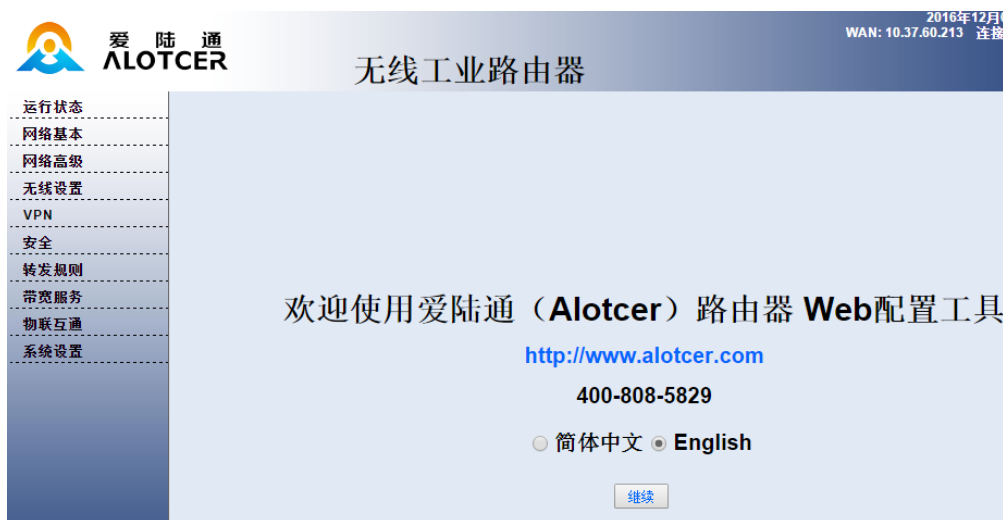 爱 陆 通
ALOTCER
无线工业路由器
2016年12月
WAN: 10.37.60.213 连接
运行状态
网络基本
网络高级
无线设置
VPN
安全
转发规则
带宽服务
物联互通
系统设置
欢迎使用爱陆通（Alotcer）路由器 Web配置工具
http://www.alotcer.com
400-808-5829
简体中文 English
继续